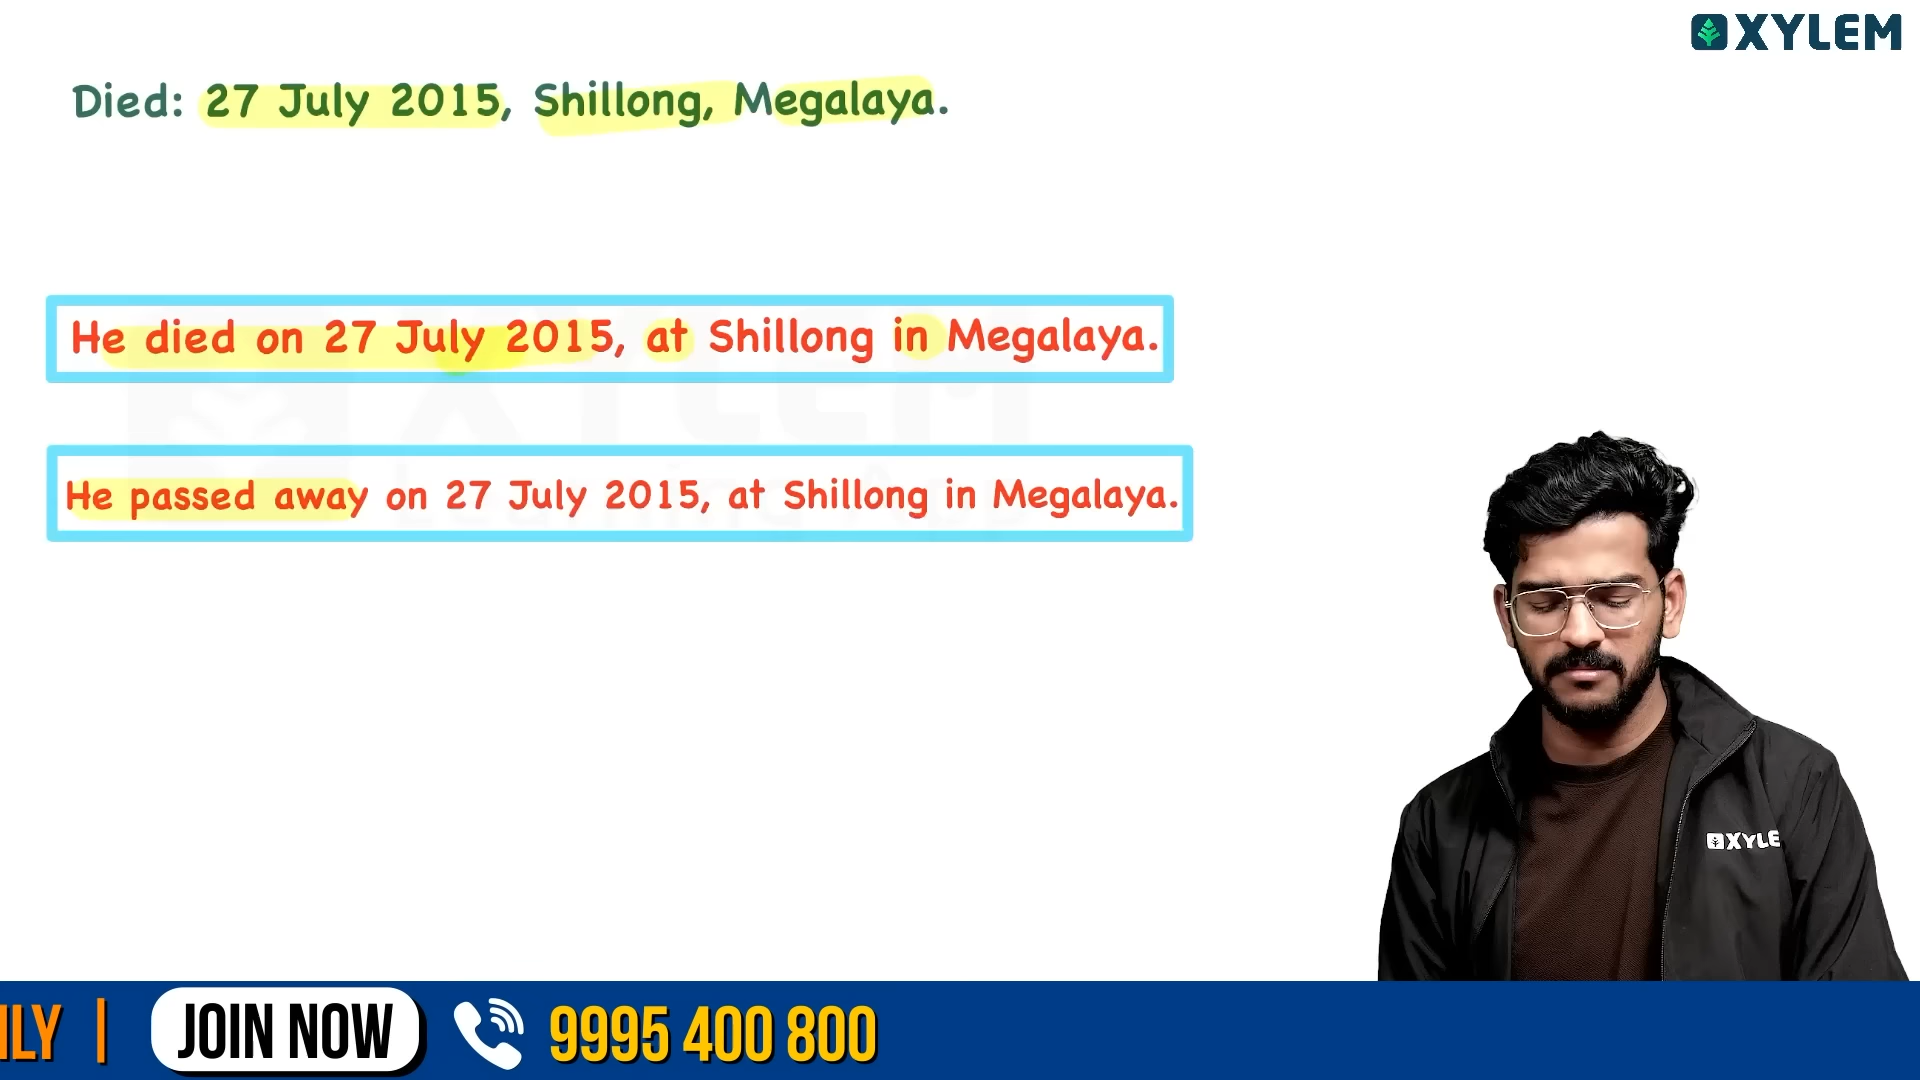 XYLEM
Died: 27 July 2015, Shillong, Megalaya.
He died on 27 July 2015, at Shillong in Megalaya.
He passed away on 27 July 2015, at Shillong in Megalaya.
XYLE
JOIN NOW 9995 400 800